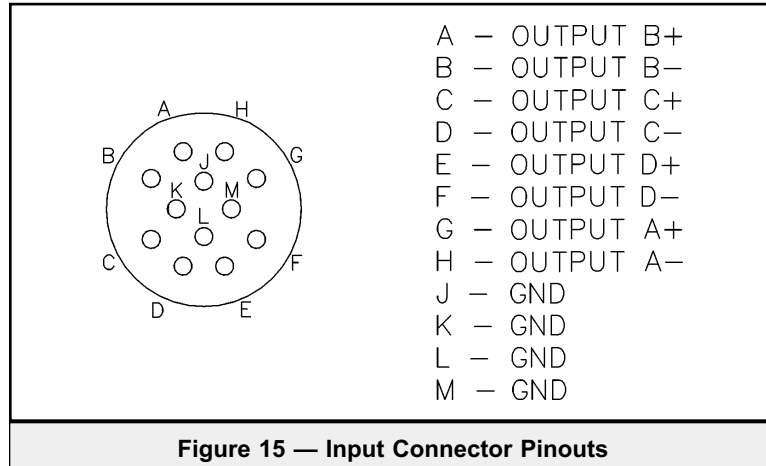 A H
B J G
K M
L
C F
D E
A – OUTPUT B+
B – OUTPUT B–
C – OUTPUT C+
D – OUTPUT C–
E – OUTPUT D+
F – OUTPUT D–
G – OUTPUT A+
H – OUTPUT A–
J – GND
K – GND
L – GND
M – GND
Figure 15 — Input Connector Pinouts